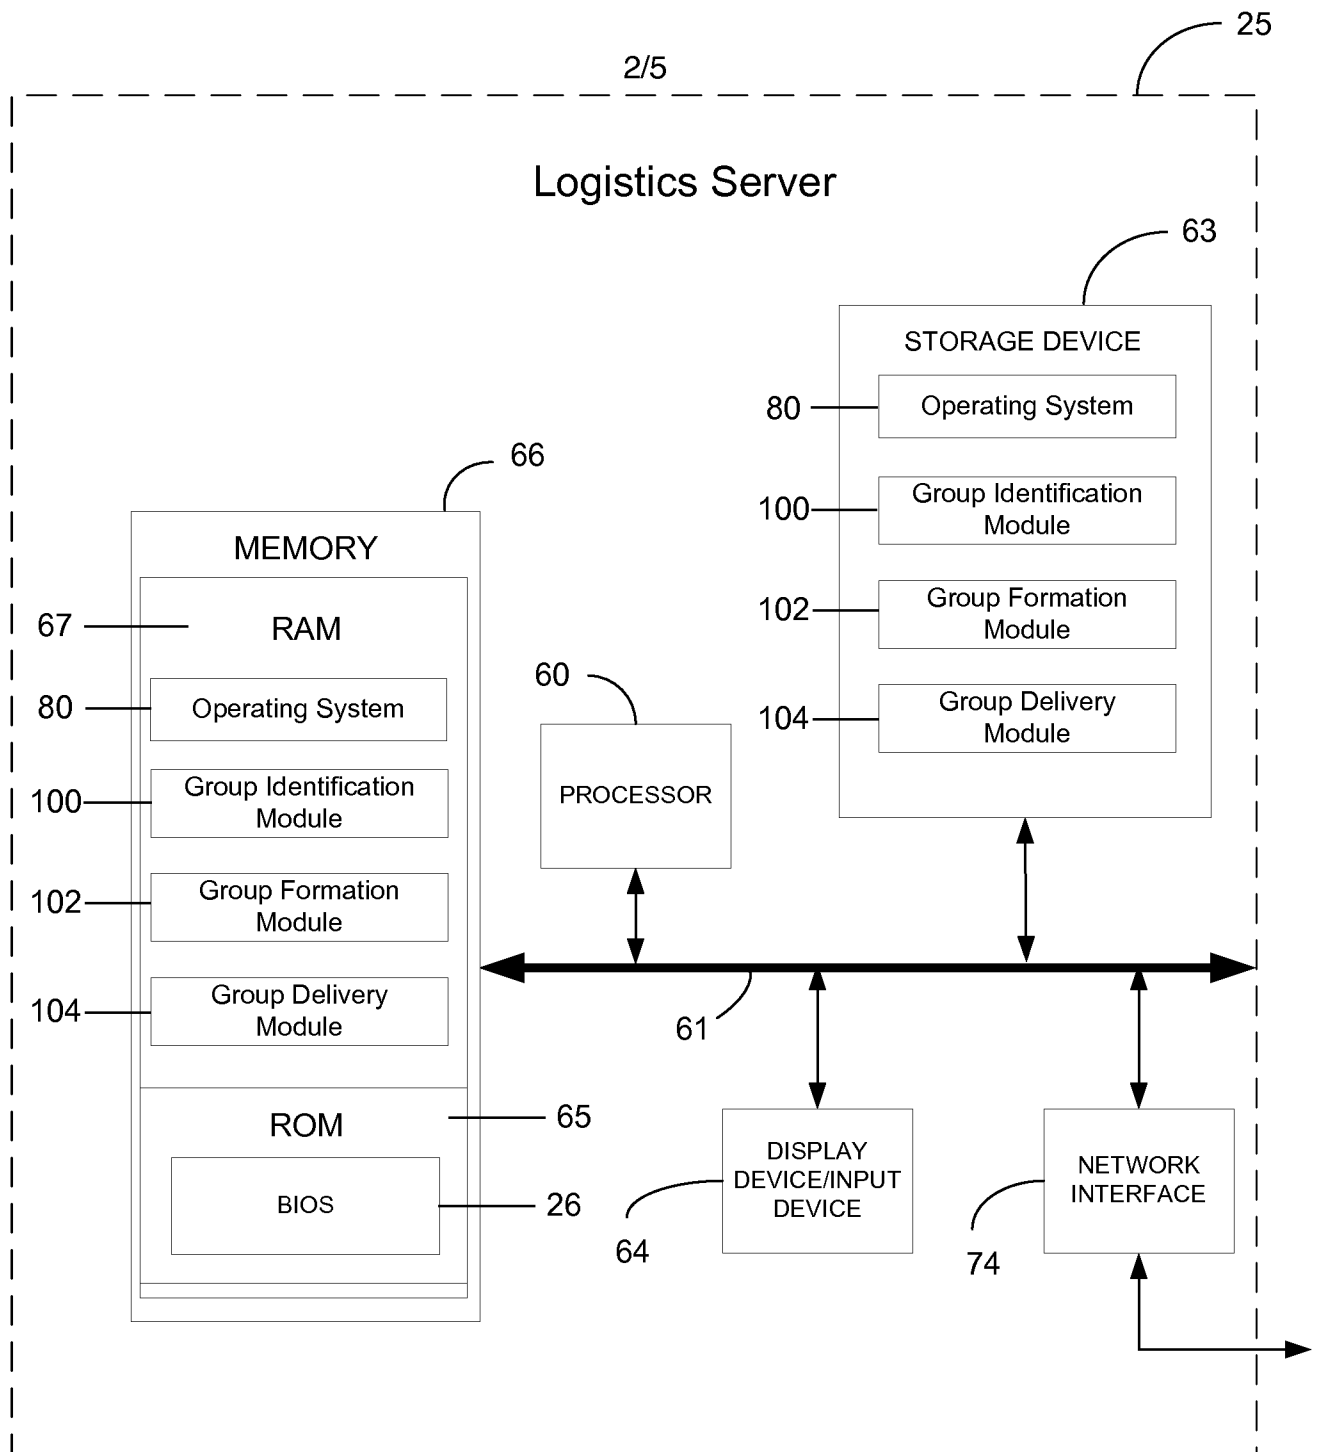 25
2/5
Logistics Server
63
STORAGE DEVICE
80
Operating System
100
Group Identification
Module
102
Group Formation
Module
104
Group Delivery
Module
66
MEMORY
67
RAM
80
Operating System
100
Group Identification
Module
102
Group Formation
Module
104
Group Delivery
Module
ROM
65
BIOS
26
60
PROCESSOR
61
DISPLAY
DEVICE/INPUT
DEVICE
64
NETWORK
INTERFACE
74